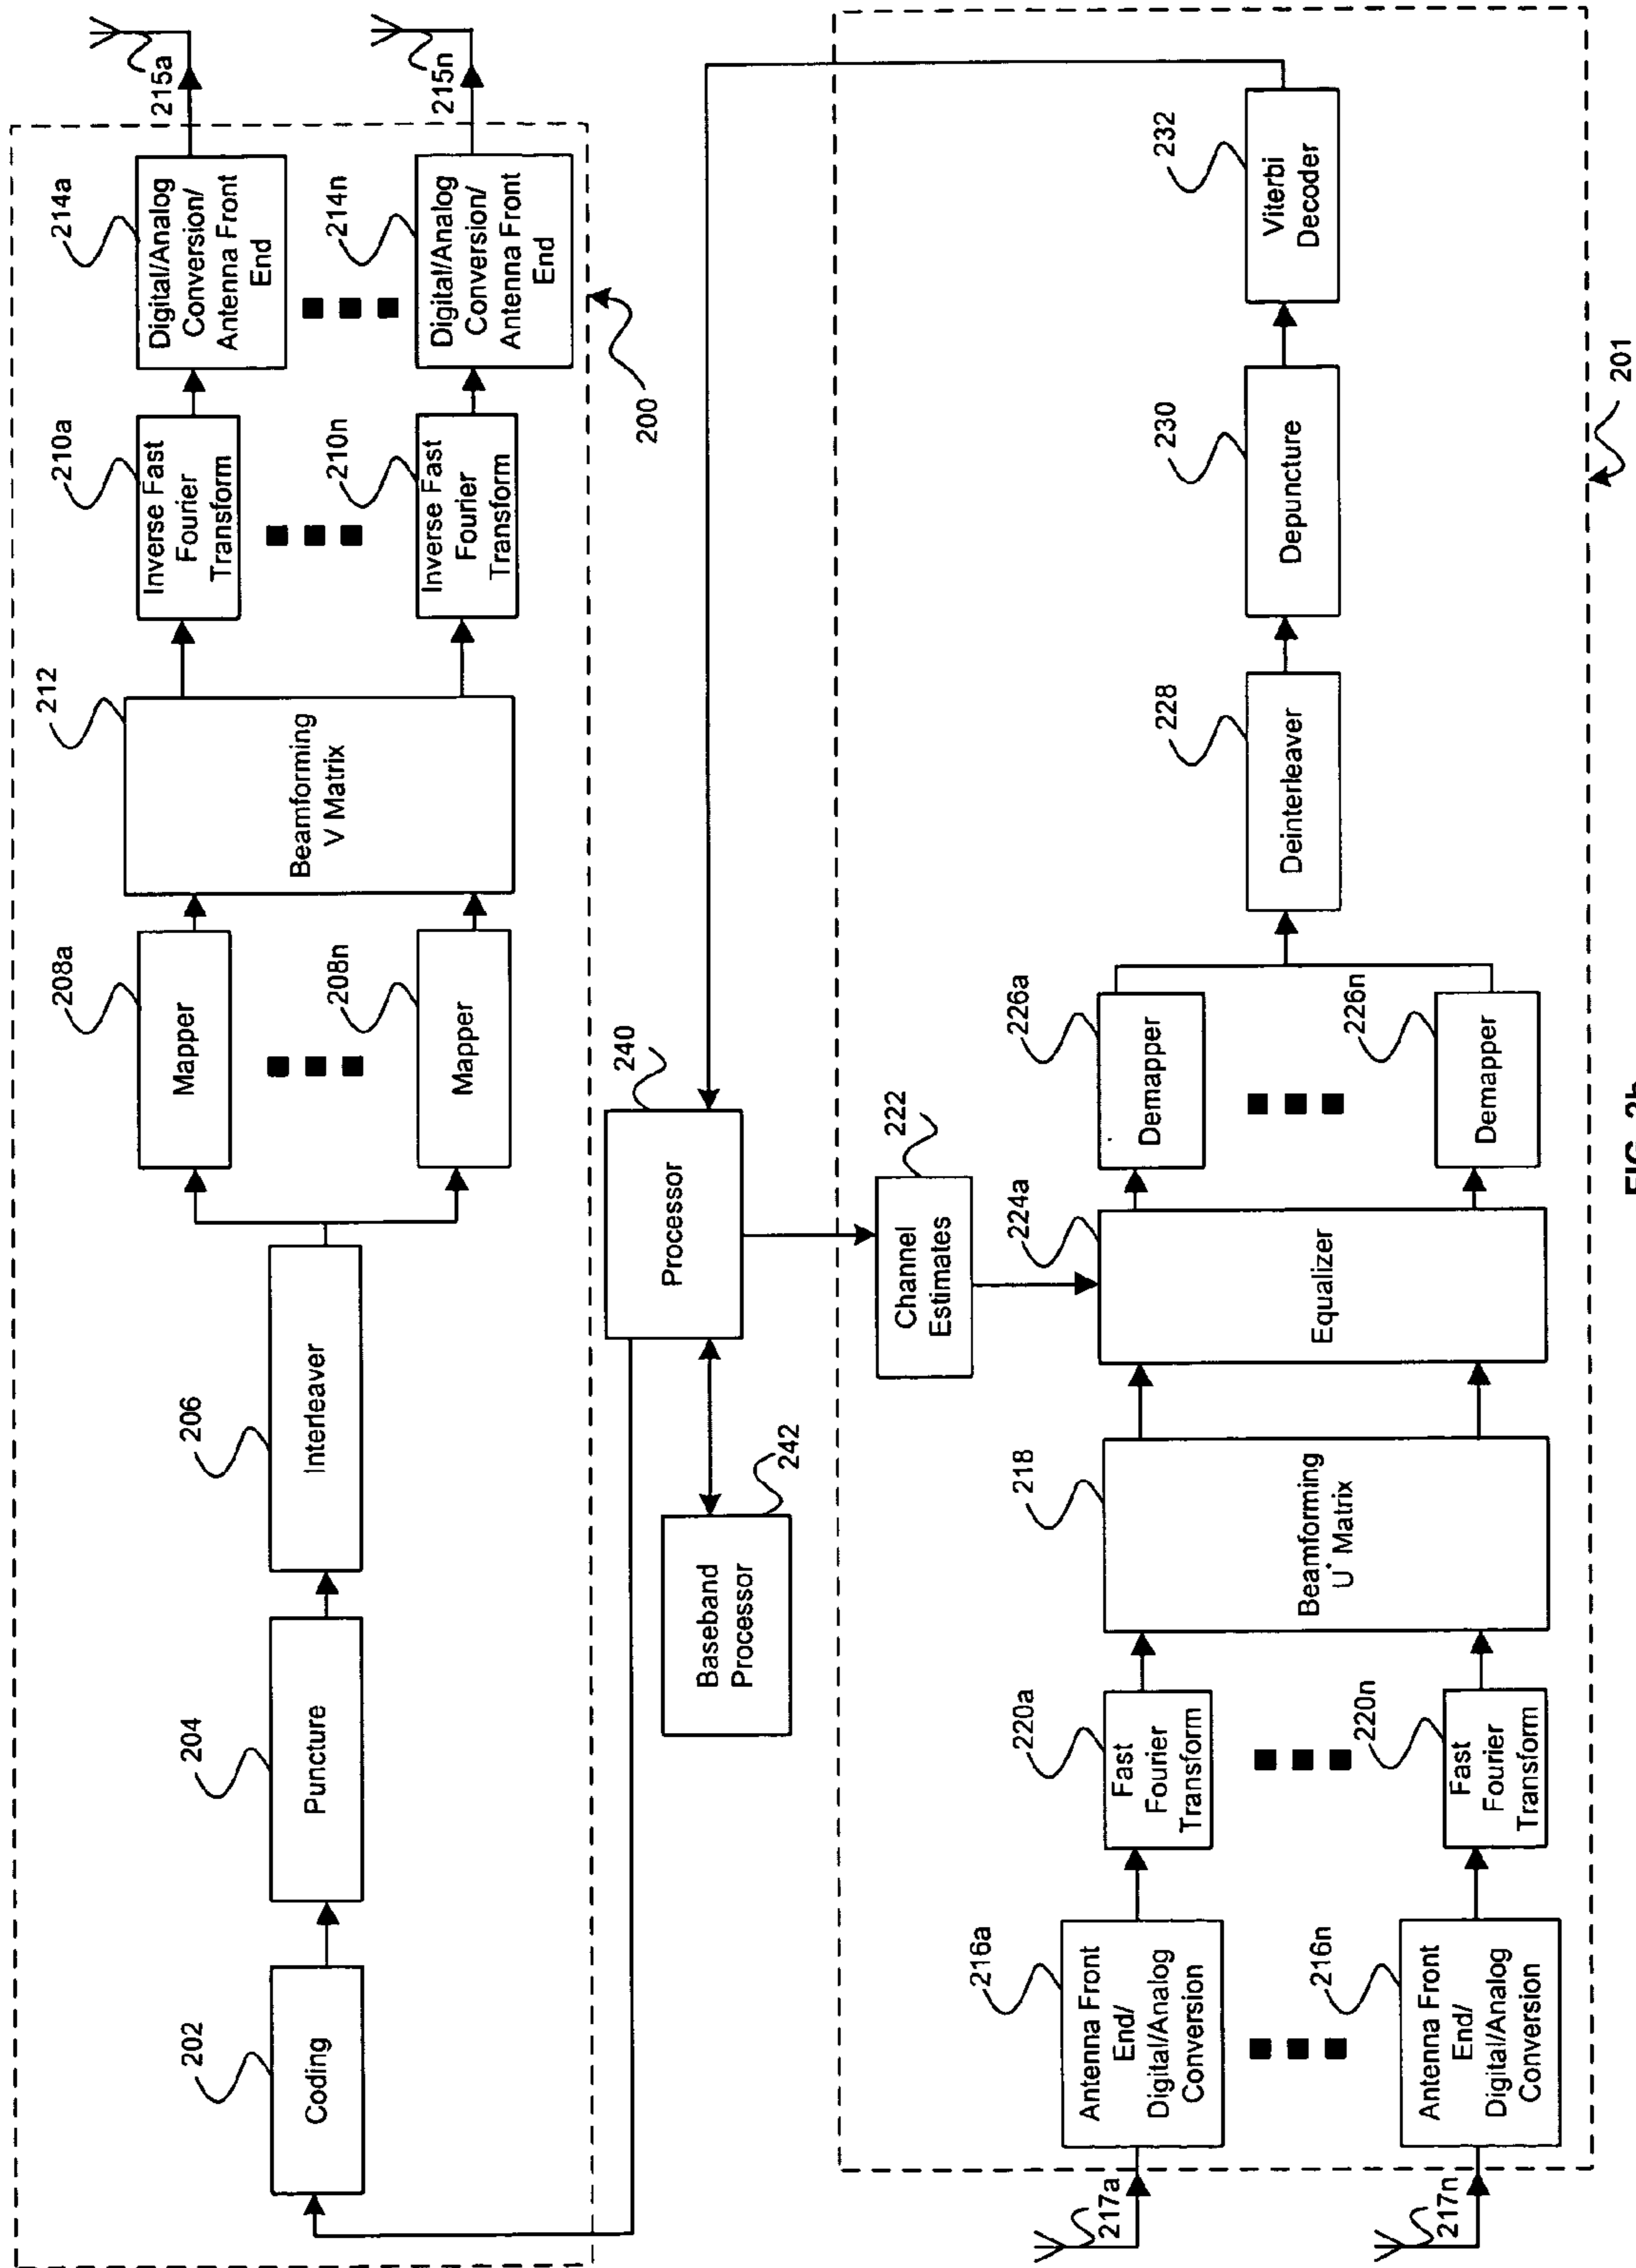 202
Coding
204
Puncture
206
Interleaver
208a
Mapper
208n
Mapper
212
Beamforming
V Matrix
210a
Inverse Fast
Fourier
Transform
210n
Inverse Fast
Fourier
Transform
214a
Digital/Analog
Conversion/
Antenna Front
End
214n
Digital/Analog
Conversion/
Antenna Front
End
215a
215n
200
240
Processor
242
Baseband
Processor
222
Channel
Estimates
217a
217n
216a
Antenna Front
End/
Digital/Analog
Conversion
216n
Antenna Front
End/
Digital/Analog
Conversion
220a
Fast
Fourier
Transform
220n
Fast
Fourier
Transform
218
Beamforming
U* Matrix
224a
Equalizer
226a
Demapper
226n
Demapper
228
Deinterleaver
230
Depuncture
232
Viterbi
Decoder
201
FIG. 2b